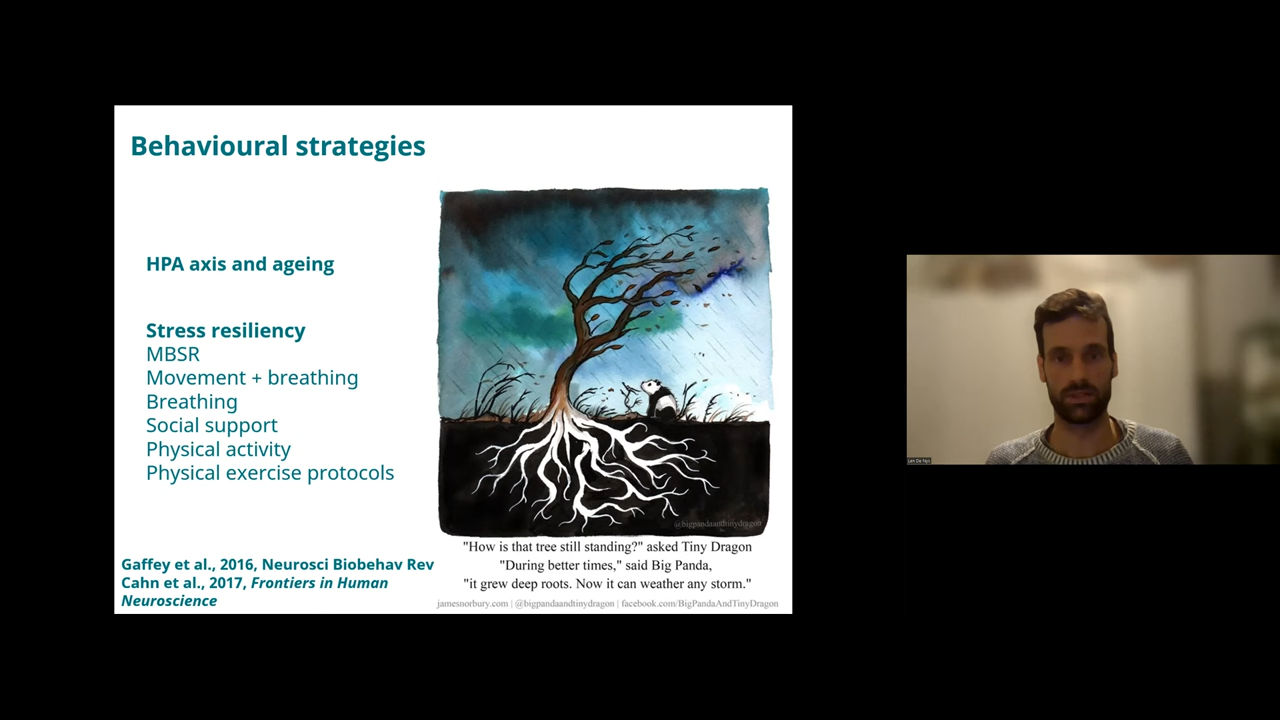 Behavioural strategies
HPA axis and ageing
Stress resiliency
MBSR
Movement + breathing
Breathing
Social support
Physical activity
Physical exercise protocols
Gaffey et al., 2016, Neurosci Biobehav Rev
Cahn et al., 2017, Frontiers in Human
Neuroscience
@bigpandaandtinydragon
"How is that tree still standing?" asked Tiny Dragon
"During better times," said Big Panda,
"it grew deep roots. Now it can weather any storm."
jamesnorbury.com | @bigpandaandtinydragon | facebook.com/BigPandaAndTinyDragon
Len De Nys